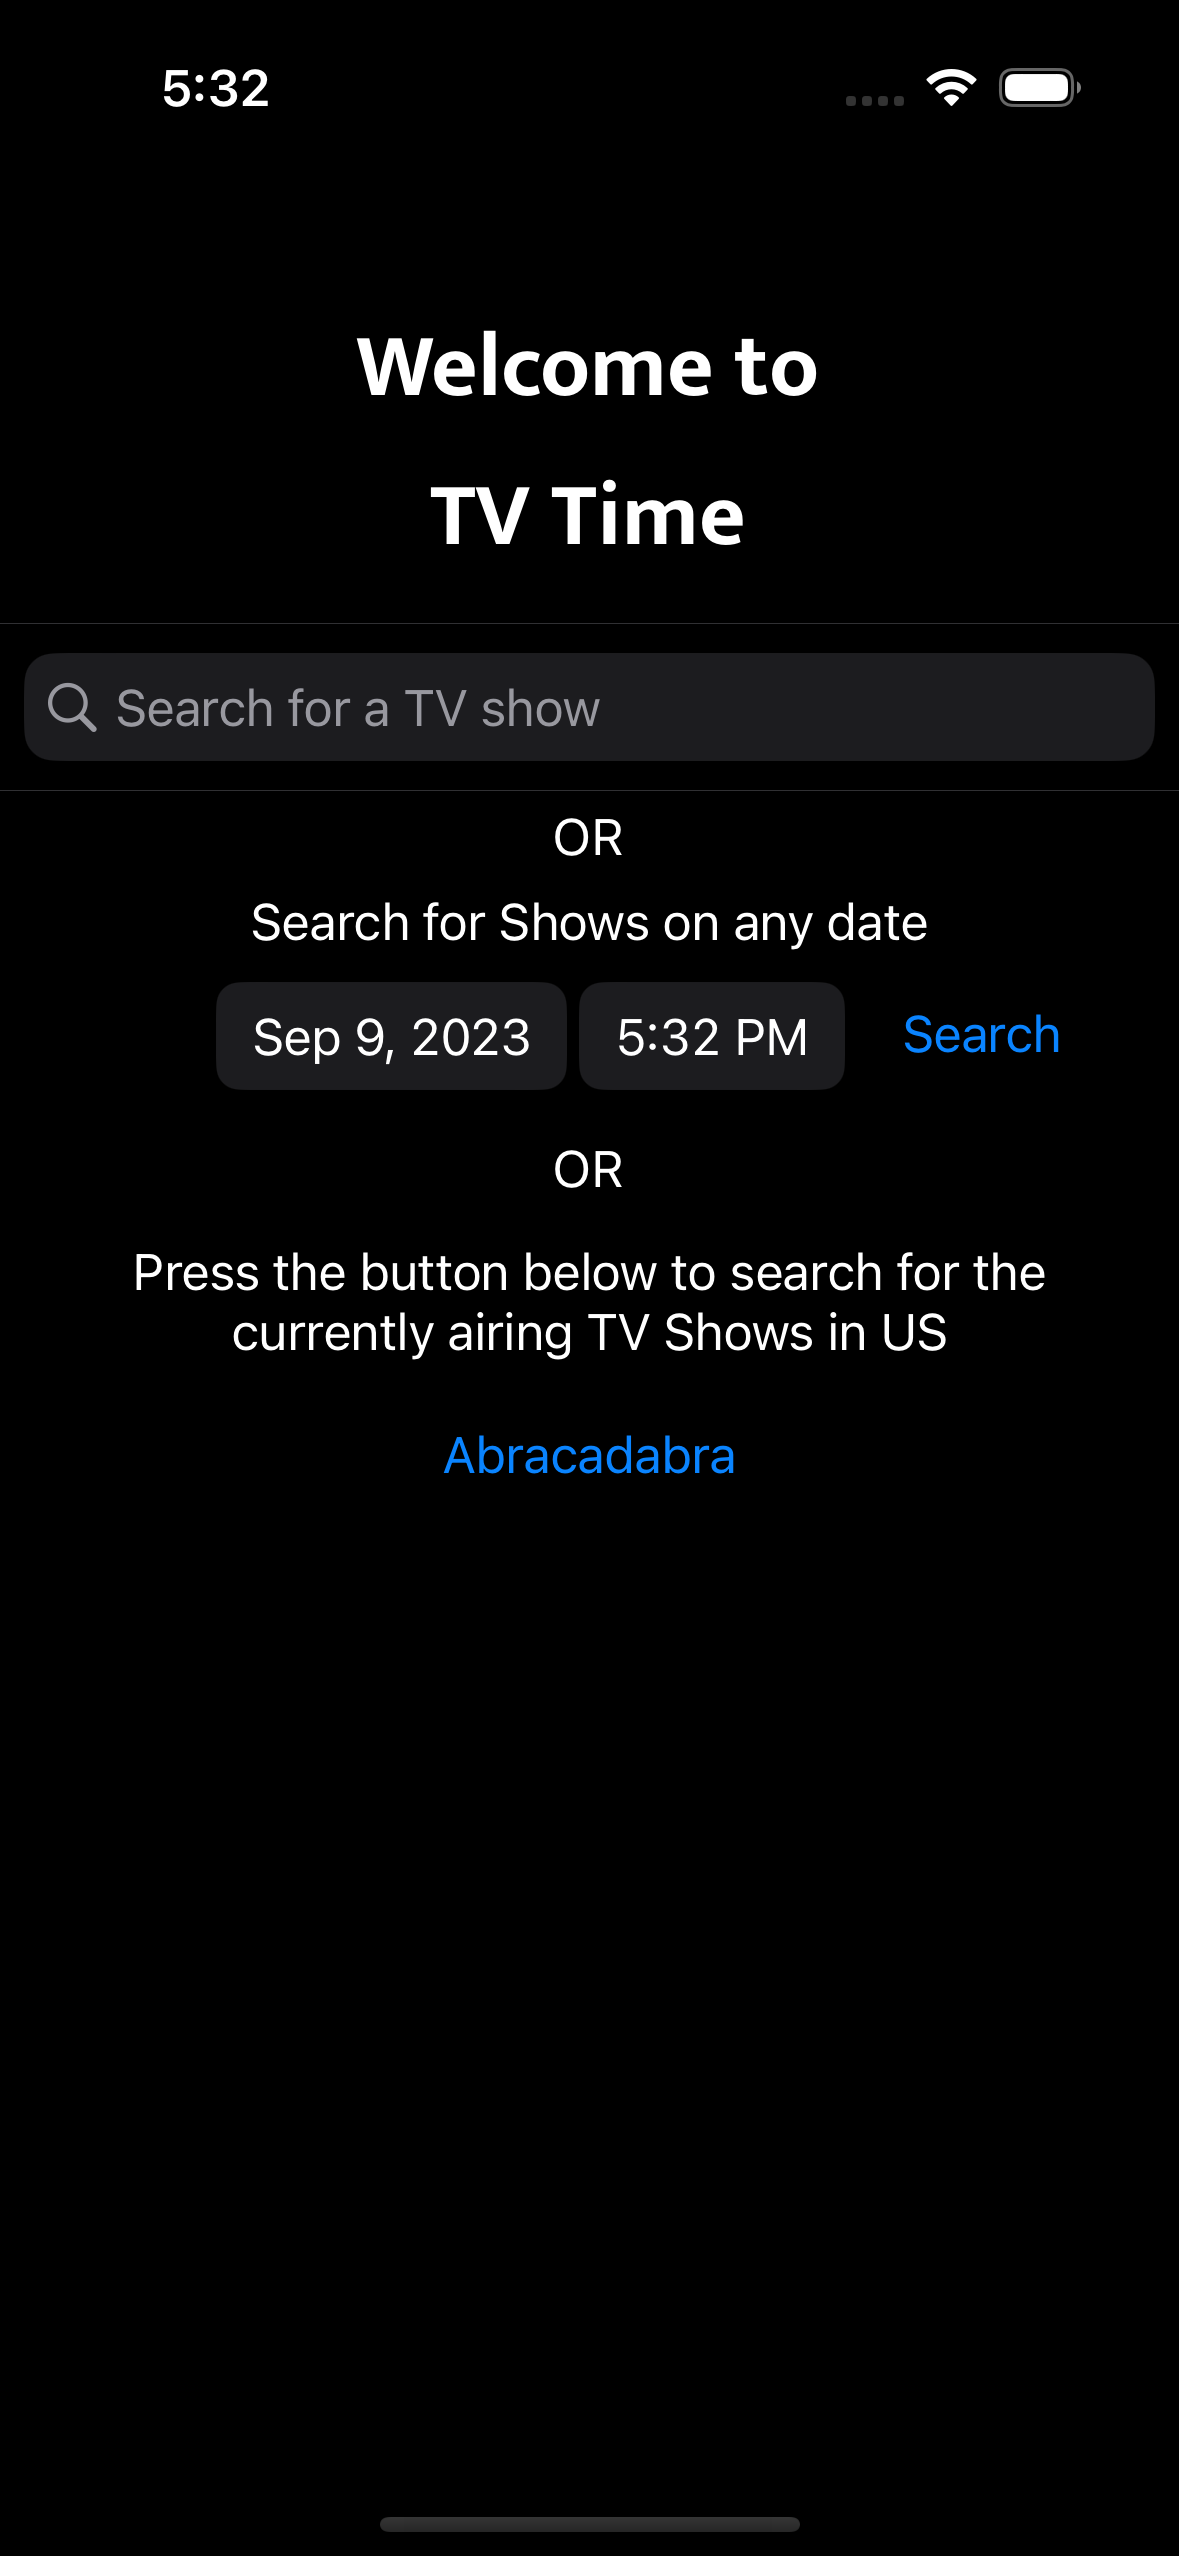 5:32
Welcome to
TV Time
Search for a TV show
OR
Search for Shows on any date
Sep 9, 2023 5:32 PM Search
OR
Press the button below to search for the
currently airing TV Shows in US
Abracadabra